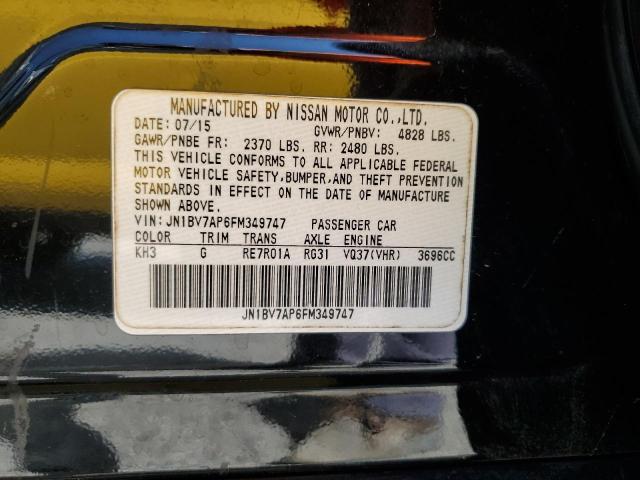 MANUFACTURED BY NISSAN MOTOR CO.,LTD.
DATE: 07/15 GVWR/PNBV: 4828 LBS.
GAWR/PNBE FR: 2370 LBS. RR: 2480 LBS.
THIS VEHICLE CONFORMS TO ALL APPLICABLE FEDERAL
MOTOR VEHICLE SAFETY,BUMPER,AND THEFT PREVENTION
STANDARDS IN EFFECT ON THE DATE OF MANUFACTURE
SHOWN ABOVE.
VIN: JN1BV7AP6FM349747 PASSENGER CAR
COLOR TRIM TRANS AXLE ENGINE
KH3 G RE7R01A RG31 VQ37(VHR) 3696CC
JN1BV7AP6FM349747